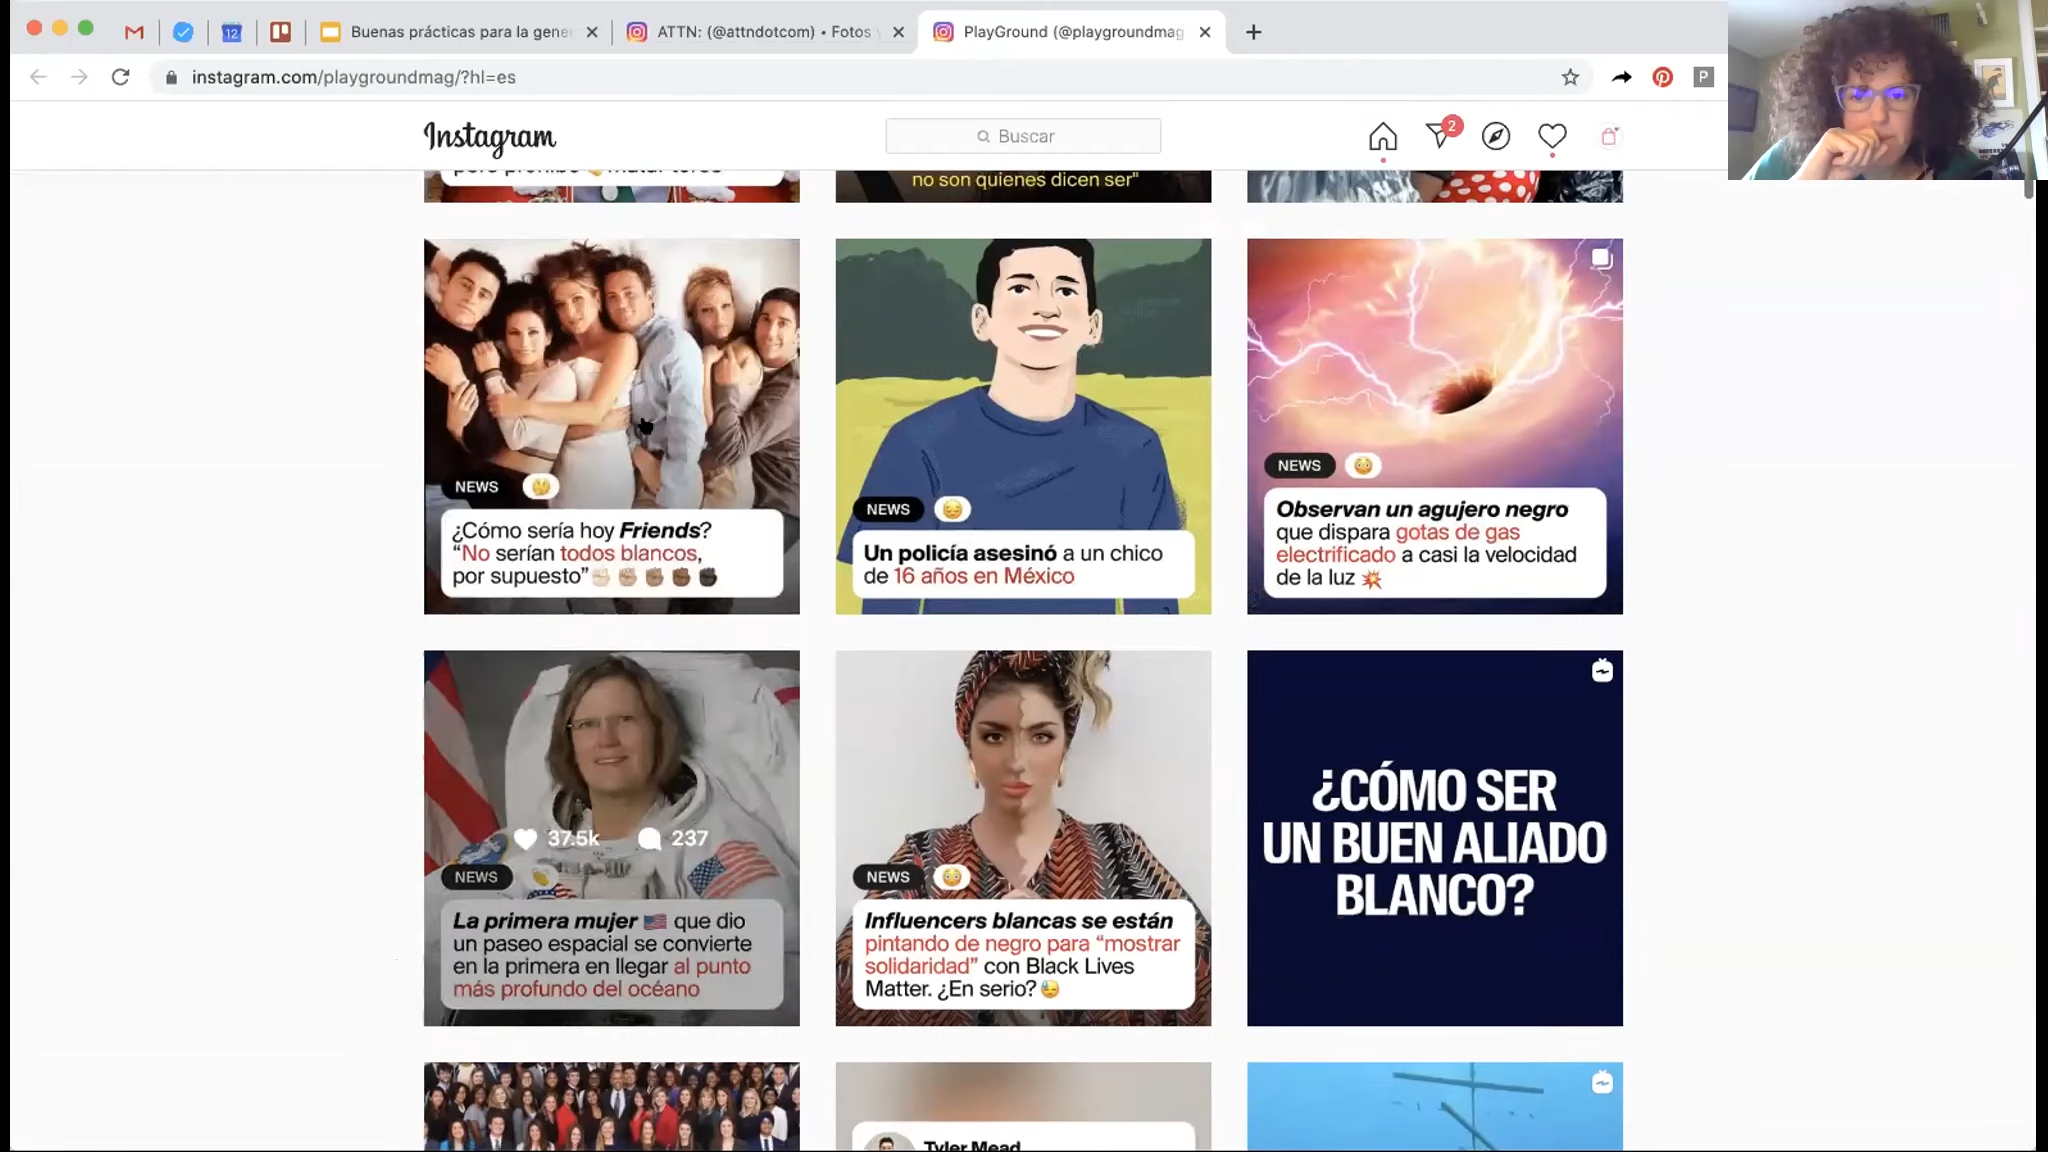 12
Buenas prácticas para la gene
ATTN: (@attndotcom) • Fotos y
PlayGround (@playgroundmag
instagram.com/playgroundmag/?hl=es
P
Instagram
Buscar
2
no son quienes dicen ser"
NEWS
¿Cómo sería hoy Friends?
“No serían todos blancos,
por supuesto”
NEWS
Un policía asesinó a un chico
de 16 años en México
NEWS
Observan un agujero negro
que dispara gotas de gas
electrificado a casi la velocidad
de la luz
37.5k 237
NEWS
La primera mujer que dio
un paseo espacial se convierte
en la primera en llegar al punto
más profundo del océano
NEWS
Influencers blancas se están
pintando de negro para “mostrar
solidaridad” con Black Lives
Matter. ¿En serio?
¿CÓMO SER
UN BUEN ALIADO
BLANCO?
Tyler Mead